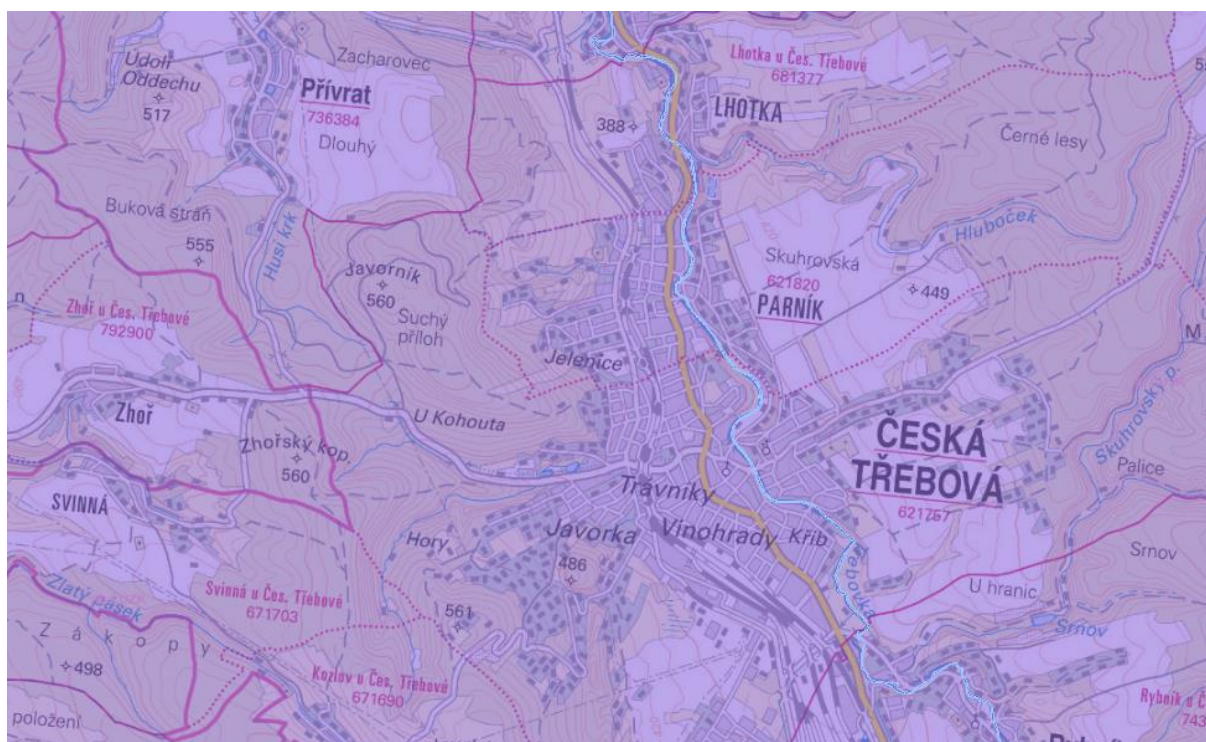 Údolí
Oddechu
517
Přívrat
736384
Dlouhý
Zacharovec
388
Lhotka u Čes. Třebové
681377
LHOTKA
Černé lesy
Buková stráň
555
Husí krk
Javorník
560
Suchý
příloh
Skuhrovská
621820
PARNÍK
449
Hluboček
Zhoř u Čes. Třebové
792900
Jelenice
Zhoř
U Kohouta
Zhořský kop.
560
ČESKÁ
TŘEBOVÁ
621757
Skuhrovský p.
M
Palice
SVINNÁ
Trávníky
Javorka
Vinohrady
Křib
Hory
486
Třebovka
Srnov
U hranic
Srnov
Zlatý pásek
Svinná u Čes. Třebové
671703
561
Zákopy
498
Kozlov u Čes. Třebové
671690
položení
Rybník u Č
743